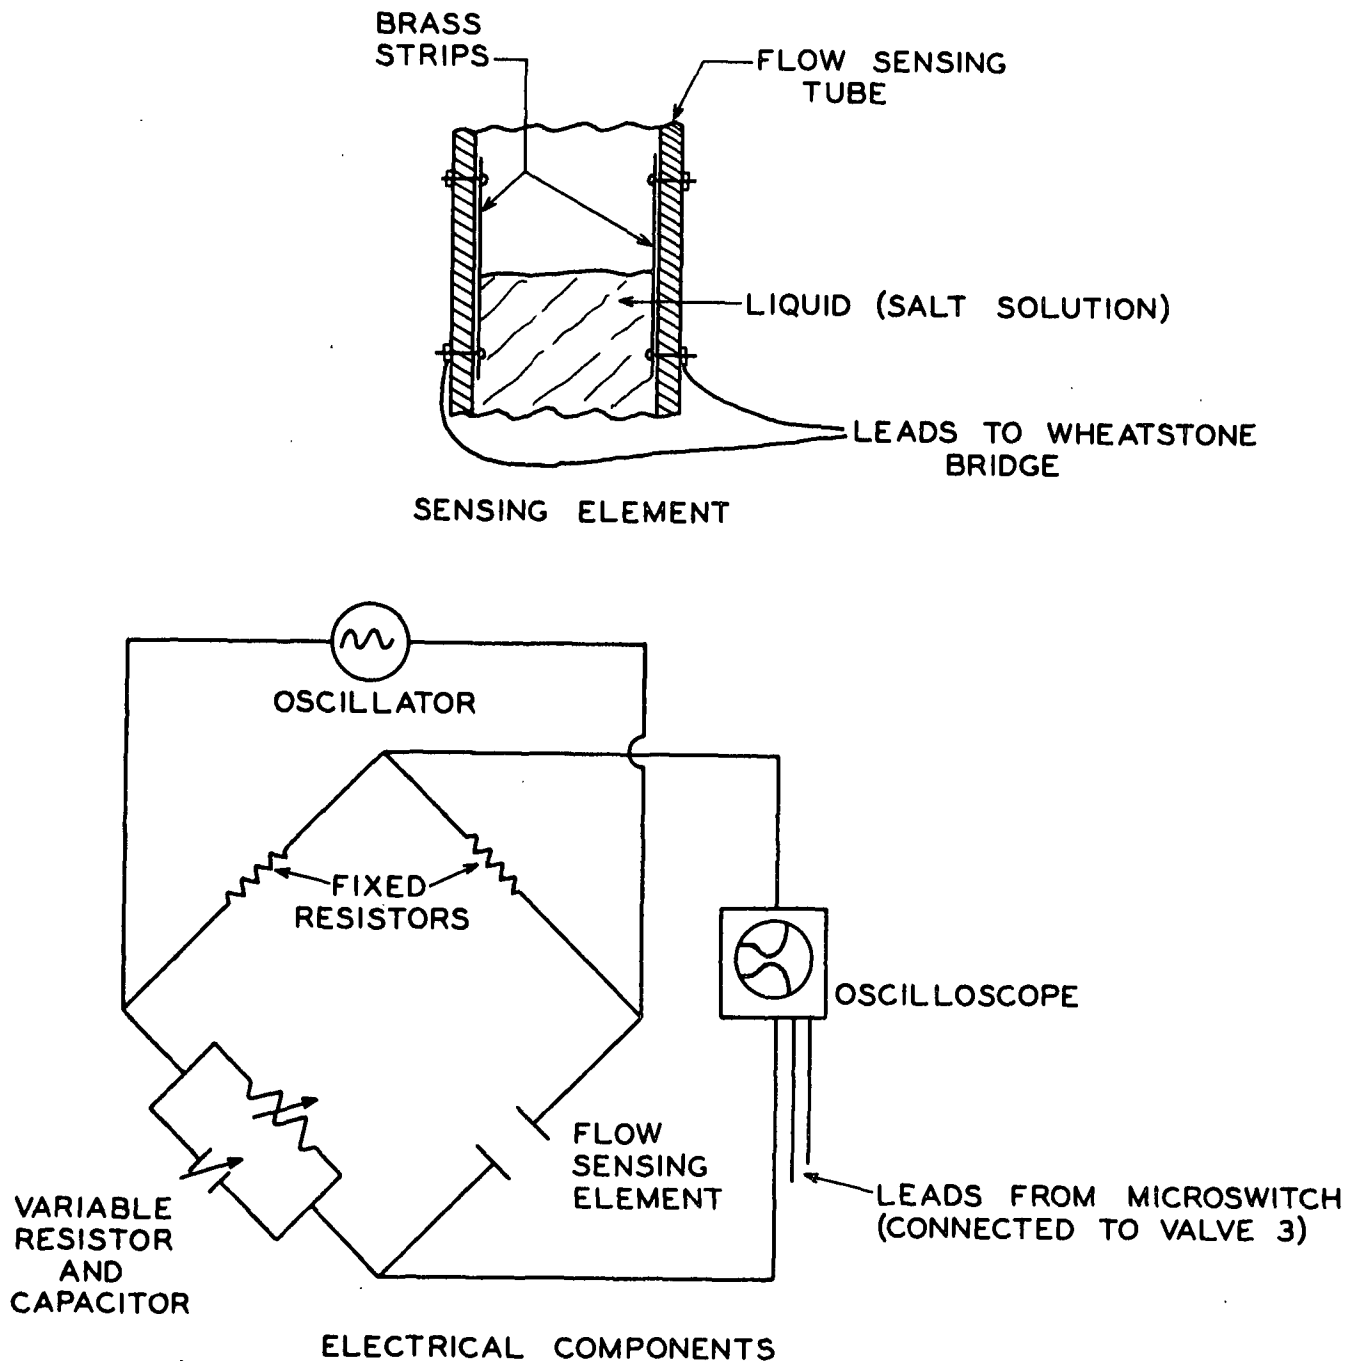 BRASS
STRIPS
FLOW SENSING
TUBE
LIQUID (SALT SOLUTION)
LEADS TO WHEATSTONE
BRIDGE
SENSING ELEMENT
OSCILLATOR
FIXED
RESISTORS
OSCILLOSCOPE
FLOW
SENSING
ELEMENT
LEADS FROM MICROSWITCH
(CONNECTED TO VALVE 3)
VARIABLE
RESISTOR
AND
CAPACITOR
ELECTRICAL COMPONENTS